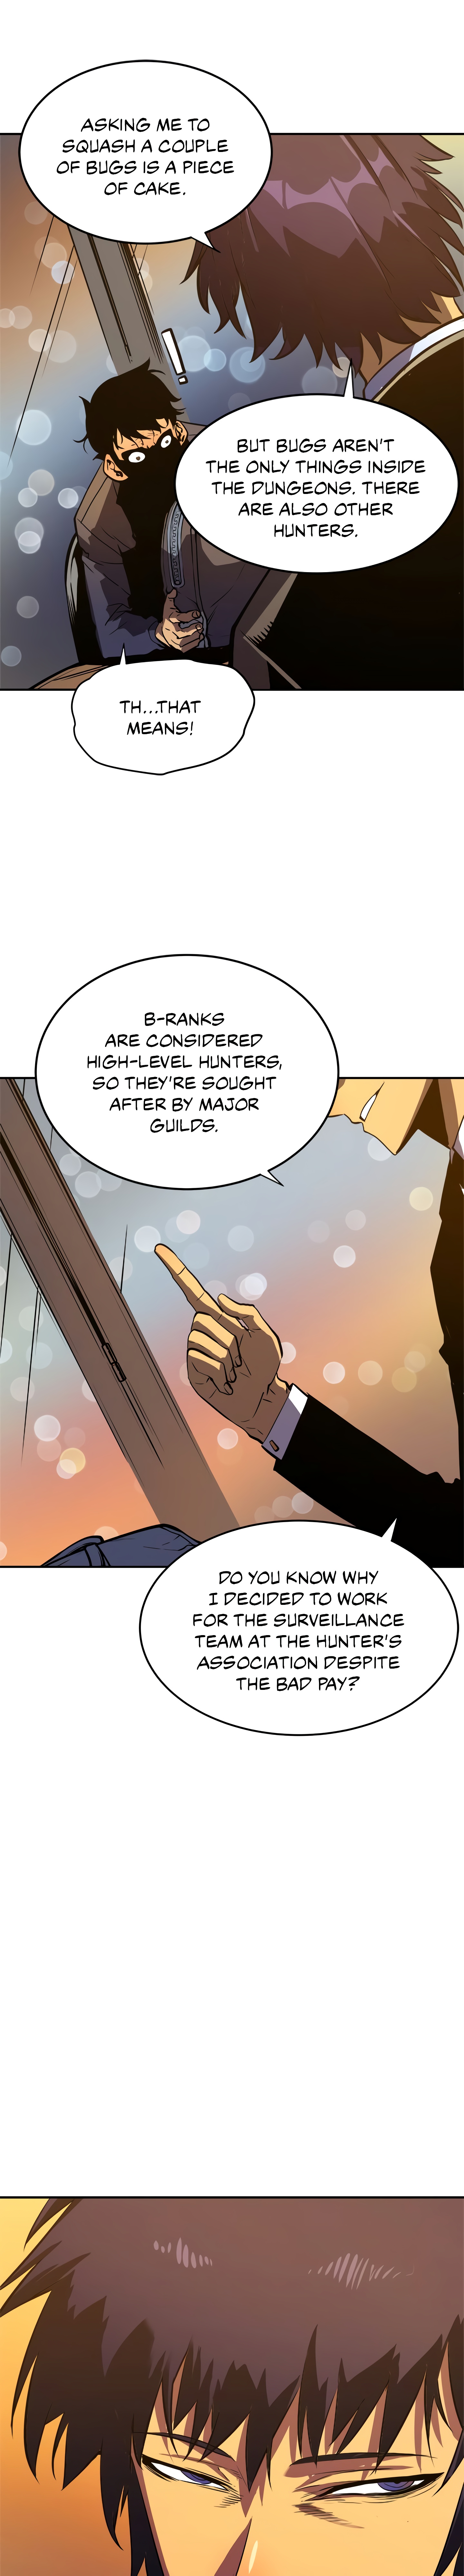 ASKING ME TO
SQUASH A COUPLE
OF BUGS IS A PIECE
OF CAKE.
!
BUT BUGS AREN'T
THE ONLY THINGS INSIDE
THE DUNGEONS. THERE
ARE ALSO OTHER
HUNTERS.
TH...THAT
MEANS!
B-RANKS
ARE CONSIDERED
HIGH-LEVEL HUNTERS,
SO THEY'RE SOUGHT
AFTER BY MAJOR
GUILDS.
DO YOU KNOW WHY
I DECIDED TO WORK
FOR THE SURVEILLANCE
TEAM AT THE HUNTER'S
ASSOCIATION DESPITE
THE BAD PAY?